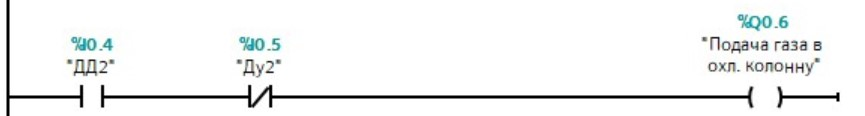 %Q0.6
%I0.4
%I0.5
"Подача газа в
"ДД2"
"Ду2"
охл. колонну"